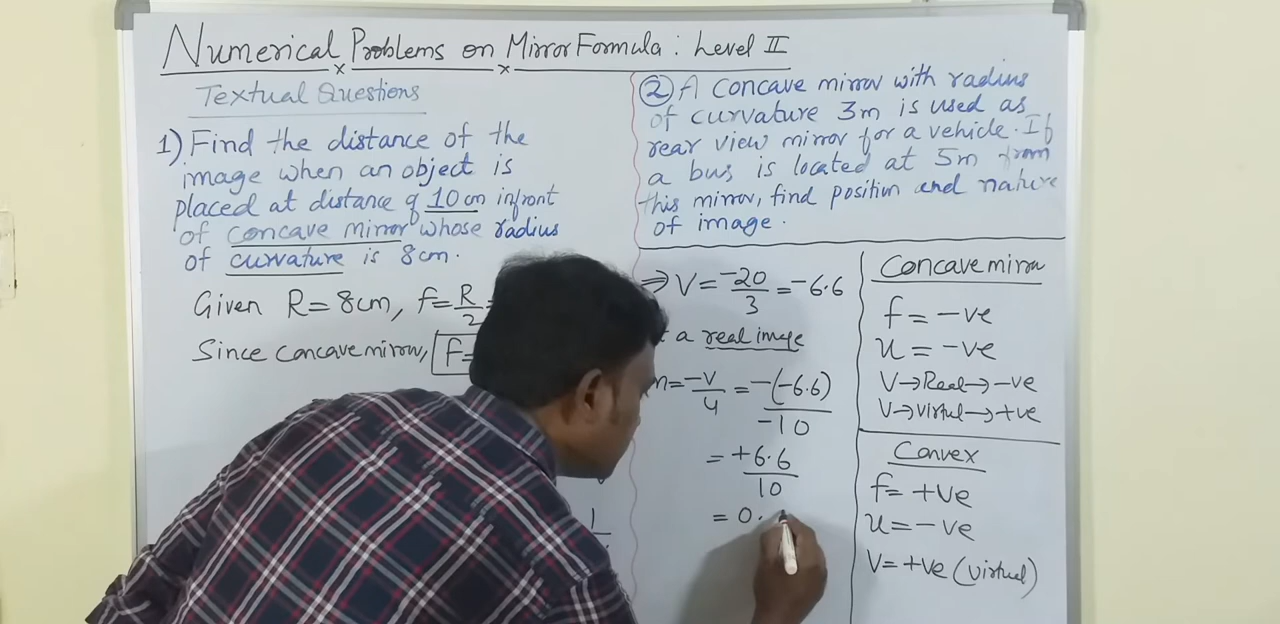 Numerical Problems on Mirror Formula : Level II
Textual Questions
1) Find the distance of the
image when an object is
placed at distance of 10 cm infront
of concave mirror whose radius
of curvature is 8cm.
Given R = 8cm, f = R/2
Since concave mirror, f =
1
② A concave mirror with radius
of curvature 3m is used as
rear view mirror for a vehicle. If
a bus is located at 5m from
this mirror, find position and nature
of image.
⇒ V = -20/3 = -6.6
a real image
= -V/u = -(-6.6)/-10
= +6.6/10
= 0.
Concave mirror
f = -ve
u = -ve
V→Real→-ve
V→Virtul→+ve
Convex
f = +ve
u = -ve
V = +ve (virtual)